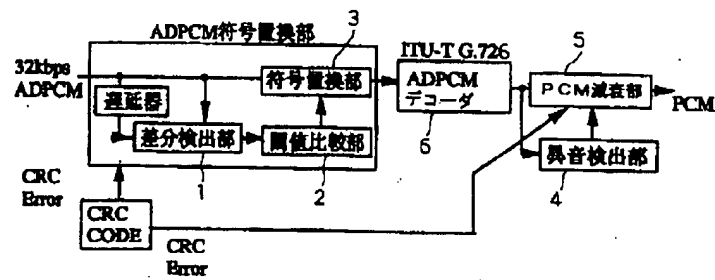 ADPCM符号置換部
3
ITU-T G.726
5
32kbps
ADPCM
遅延器
符号置換部
ADPCM
デコーダ
PCM減衰部
PCM
差分検出部
閾値比較部
6
異音検出部
CRC
Error
1
2
4
CRC
CODE
CRC
Error